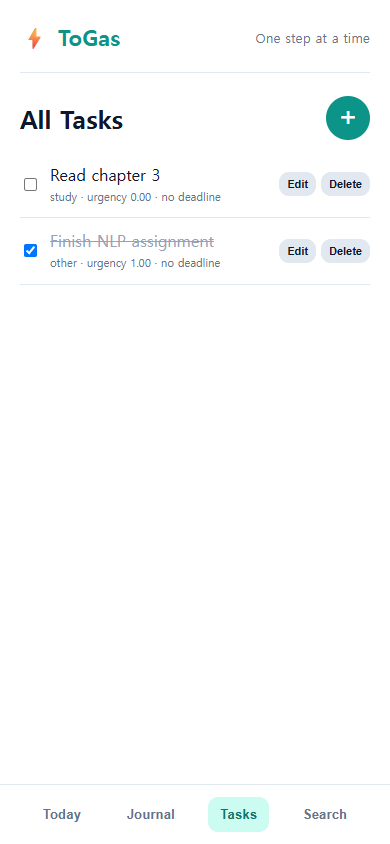 ToGas
One step at a time
All Tasks
+
Read chapter 3
study · urgency 0.00 · no deadline
Edit
Delete
Finish NLP assignment
other · urgency 1.00 · no deadline
Edit
Delete
Today
Journal
Tasks
Search